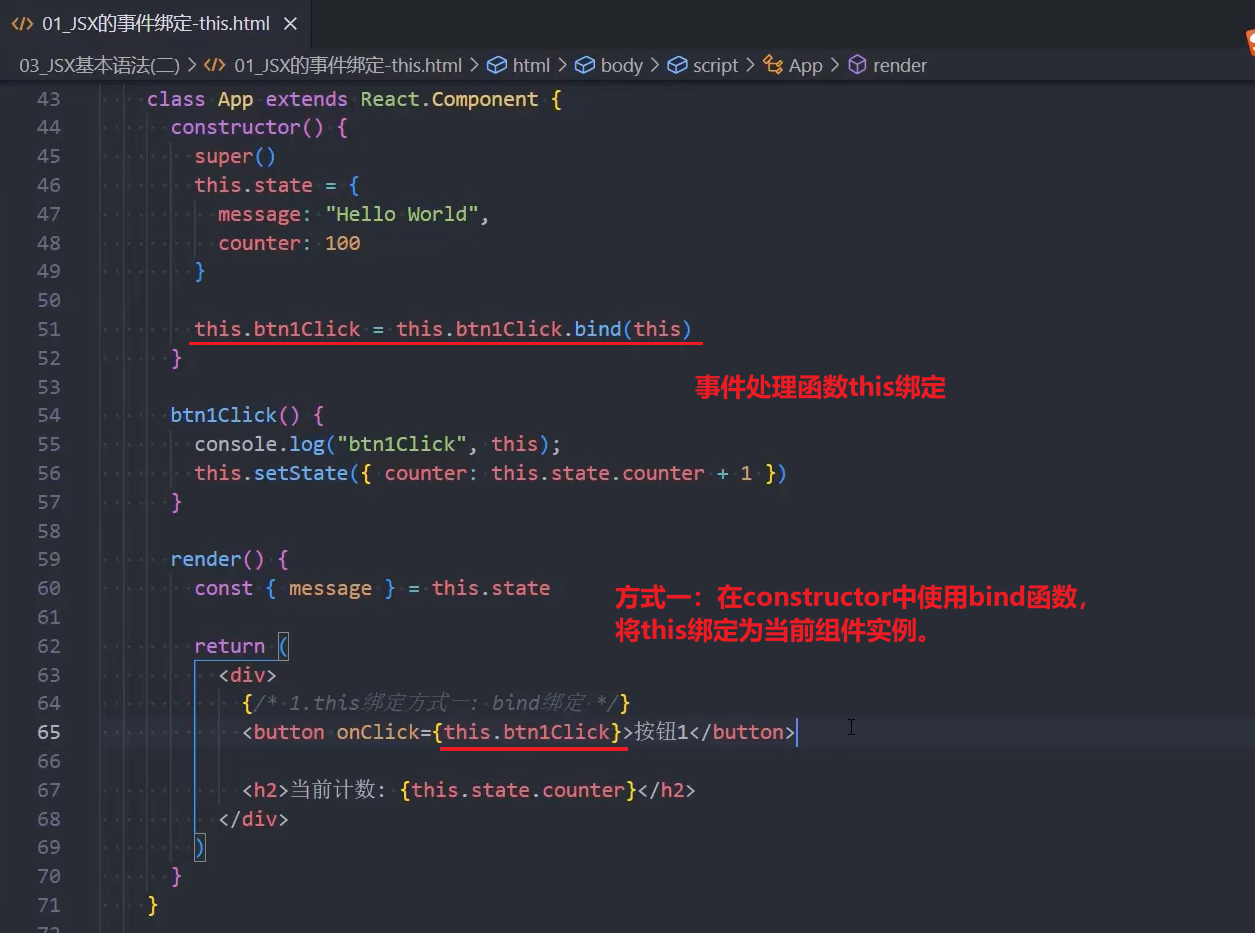 01_JSX的事件绑定-this.html
03_JSX基本语法(二) > 01_JSX的事件绑定-this.html > html > body > script > App > render
43 class App extends React.Component {
44 constructor() {
45 super()
46 this.state = {
47 message: "Hello World",
48 counter: 100
49 }
50
51 this.btn1Click = this.btn1Click.bind(this)
52 }
53
事件处理函数this绑定
54 btn1Click() {
55 console.log("btn1Click", this);
56 this.setState({ counter: this.state.counter + 1 })
57 }
58
59 render() {
60 const { message } = this.state
方式一：在constructor中使用bind函数，
61
将this绑定为当前组件实例。
62 return (
63 <div>
64 {/* 1.this绑定方式一: bind绑定 */}
65 <button onClick={this.btn1Click}>按钮1</button>
66
67 <h2>当前计数: {this.state.counter}</h2>
68 </div>
69 )
70 }
71 }